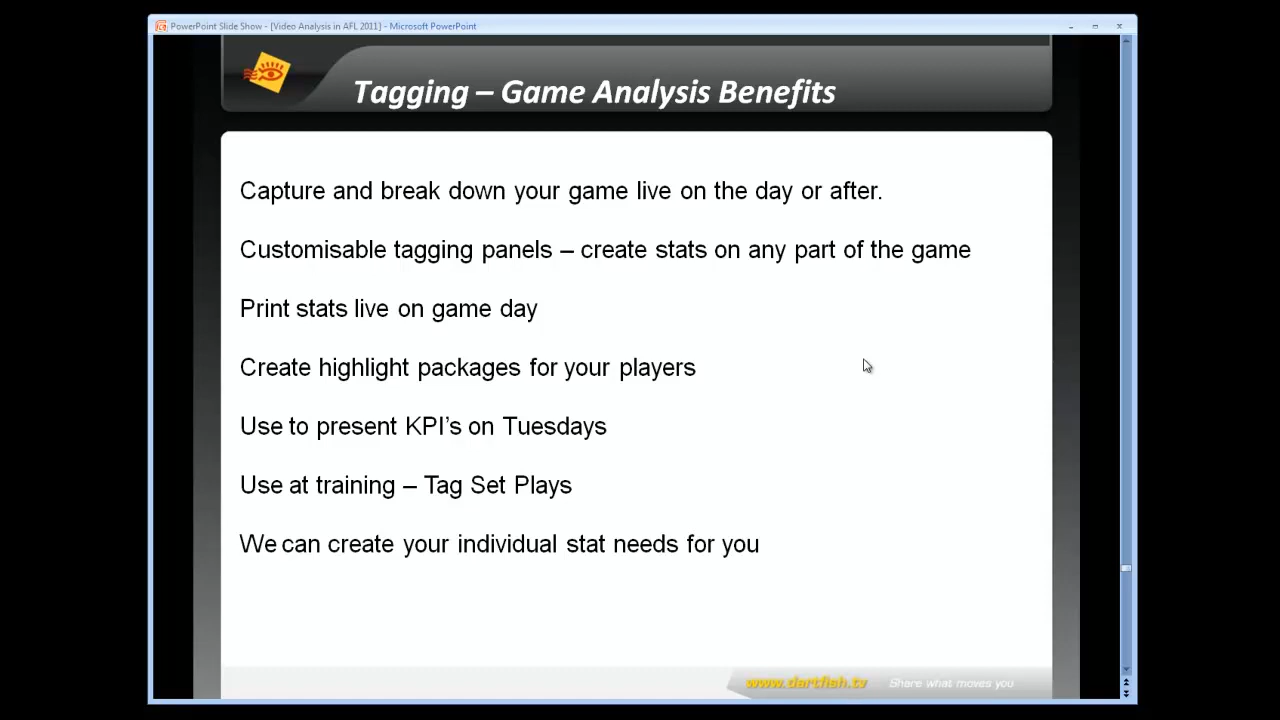 PowerPoint Slide Show - [Video Analysis in AFL 2011] - Microsoft PowerPoint
Tagging – Game Analysis Benefits
Capture and break down your game live on the day or after.
Customisable tagging panels – create stats on any part of the game
Print stats live on game day
Create highlight packages for your players
Use to present KPI’s on Tuesdays
Use at training – Tag Set Plays
We can create your individual stat needs for you
www.dartfish.tv Share what moves you